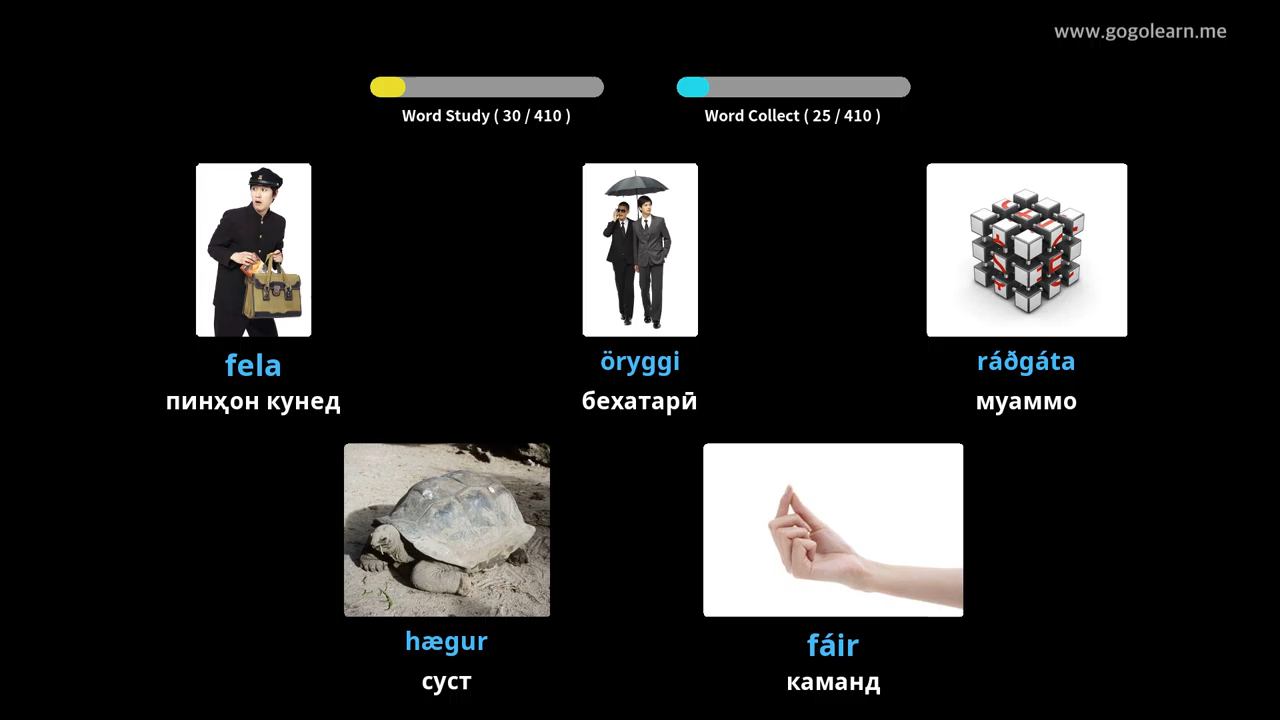 www.gogolearn.me
Word Study ( 30 / 410 )
Word Collect ( 25 / 410 )
fela
пинҳон кунед
öryggi
бехатарӣ
ráðgáta
муаммо
hægur
суст
fáir
каманд